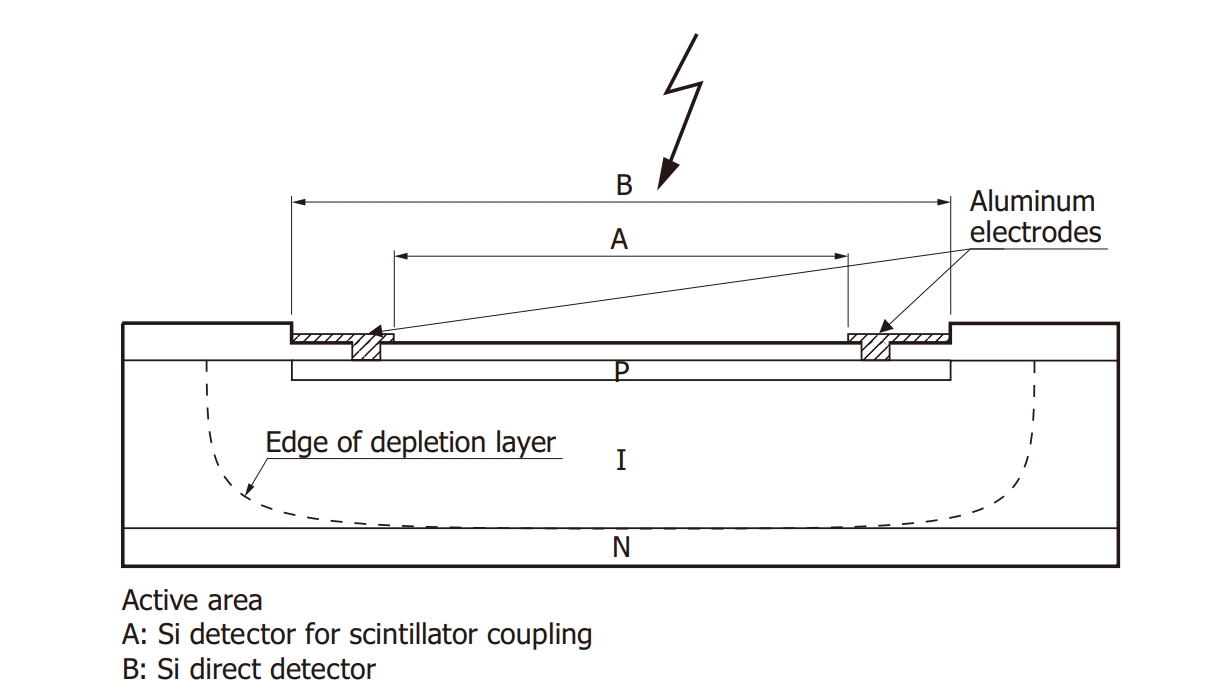 B
Aluminum
electrodes
A
P
Edge of depletion layer
I
N
Active area
A: Si detector for scintillator coupling
B: Si direct detector